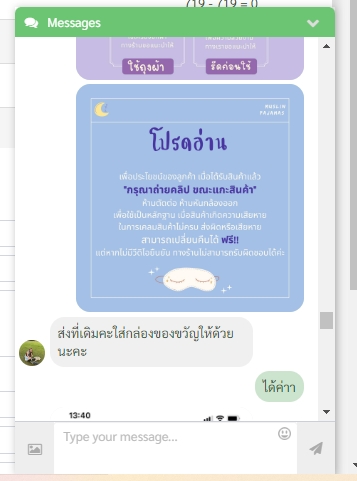 719 - 719 = 0
Messages
ใช้ถุงผ้า
รีดก่อนใช้
MUSLIN
PAJAMAS
โปรดอ่าน
เพื่อประโยชน์ของลูกค้า เมื่อได้รับสินค้าแล้ว
"กรุณาถ่ายคลิป ขณะแกะสินค้า"
ห้ามตัดต่อ ห้ามหันกล้องออก
เพื่อใช้เป็นหลักฐาน เมื่อสินค้าเกิดความเสียหาย
ในการเคลมสินค้าไม่ครบ ส่งผิดหรือเสียหาย
สามารถเปลี่ยนคืนได้ ฟรี!!
แต่หากไม่มีวิดีโอยืนยัน ทางร้านไม่สามารถรับผิดชอบได้ค่ะ
ส่งที่เดิมคะใส่กล่องของขวัญให้ด้วย
นะคะ
ได้ค่าา
13:40
Type your message...